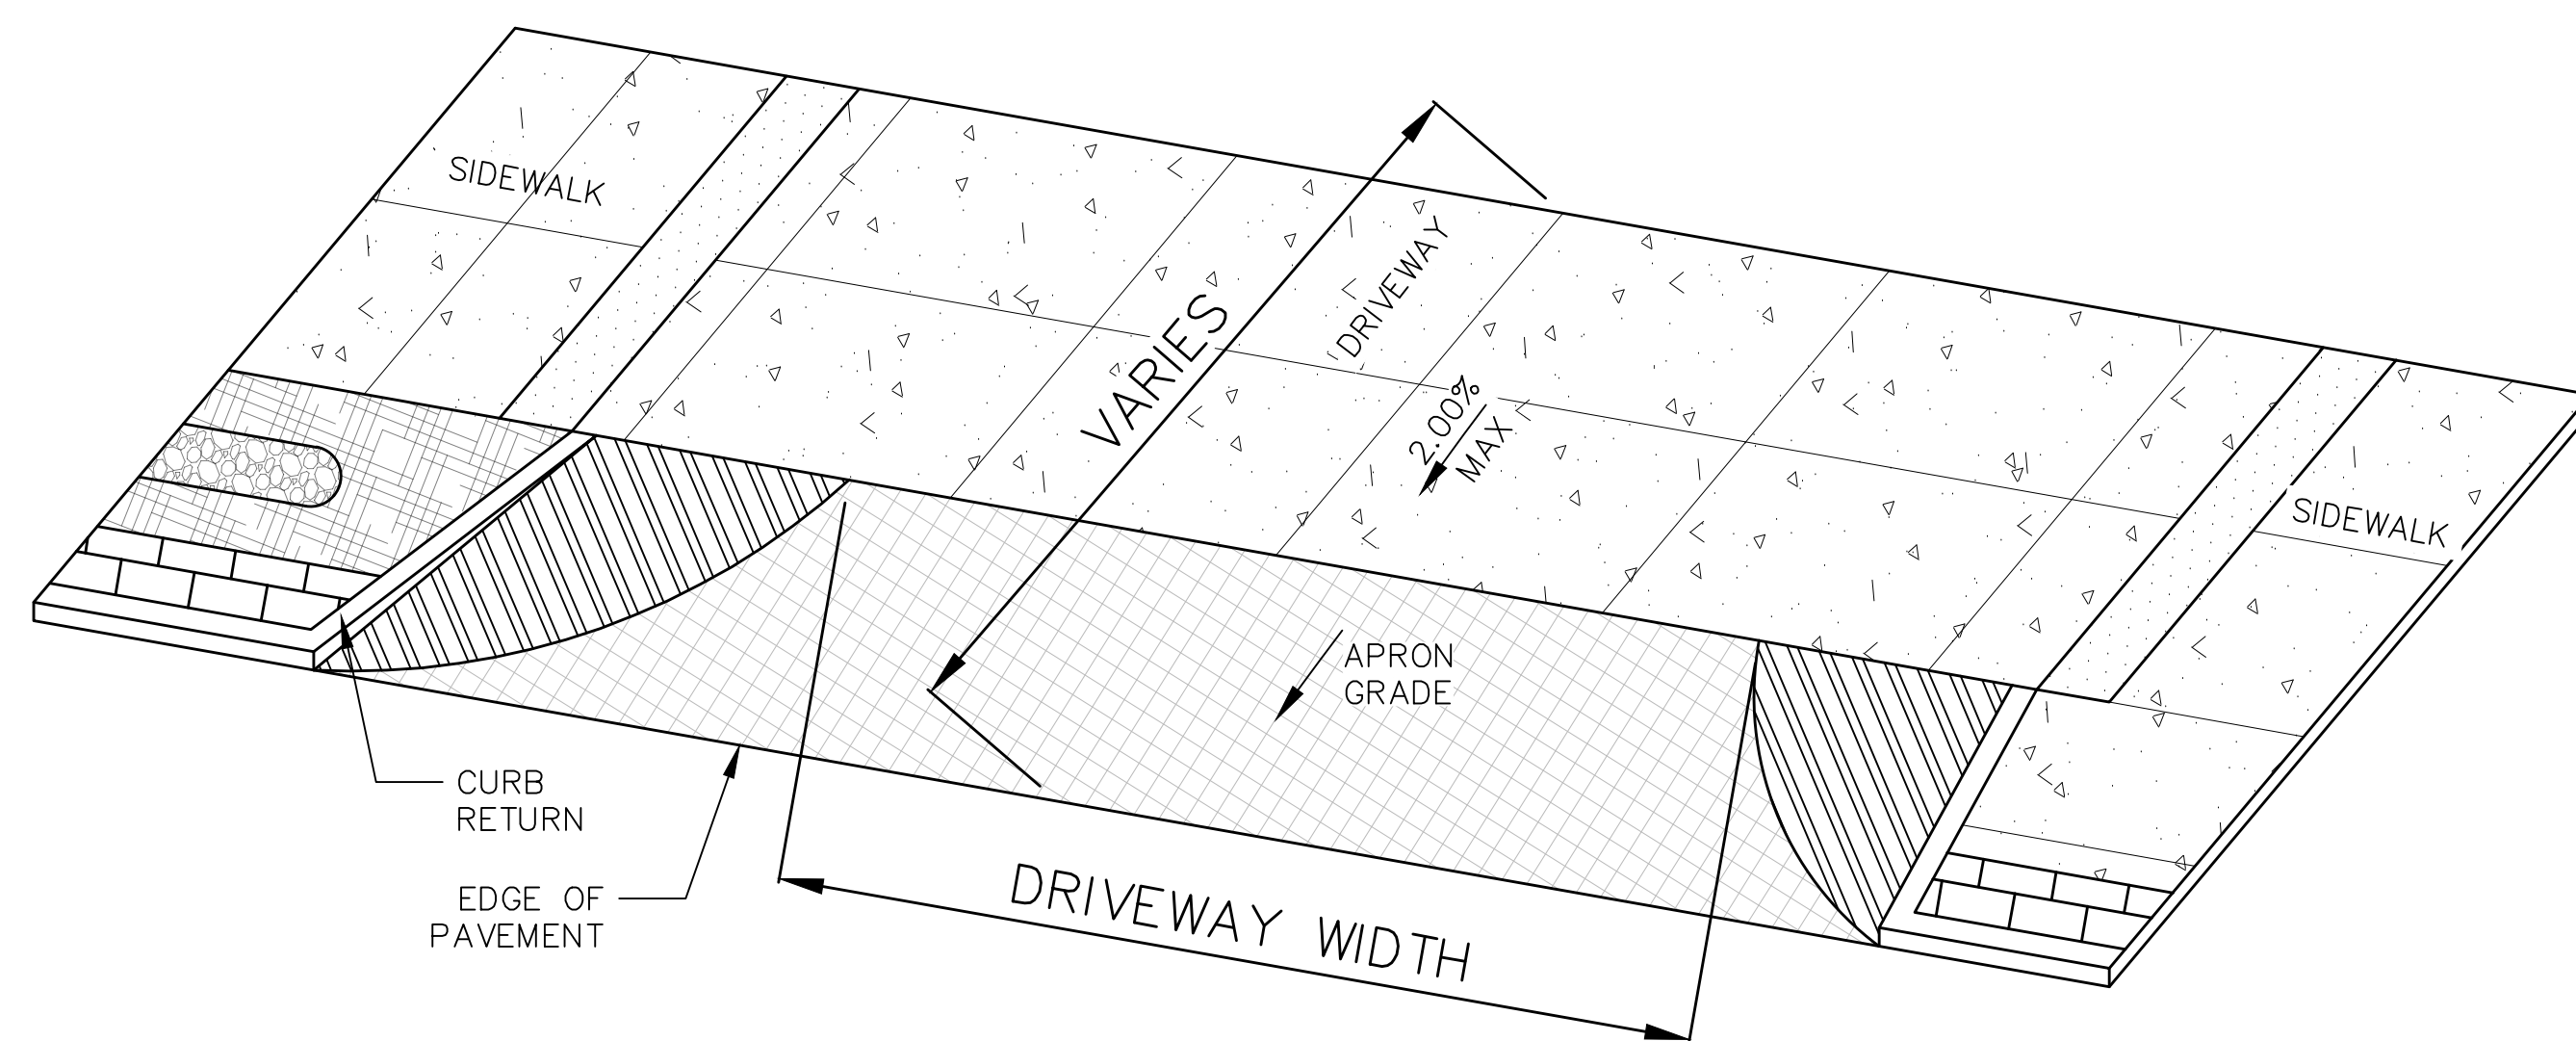 SIDEWALK
VARIES
DRIVEWAY
2.00%
MAX
SIDEWALK
APRON
GRADE
CURB
RETURN
EDGE OF
PAVEMENT
DRIVEWAY WIDTH